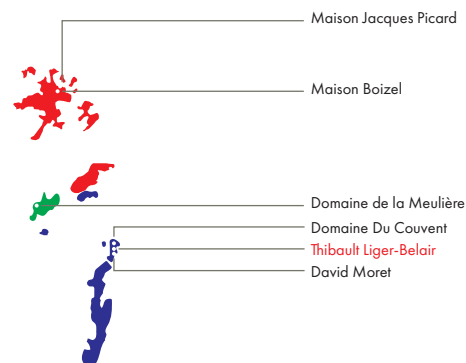 Maison Jacques Picard
Maison Boizel
Domaine de la Meulière
Domaine Du Couvent
Thibault Liger-Belair
David Moret